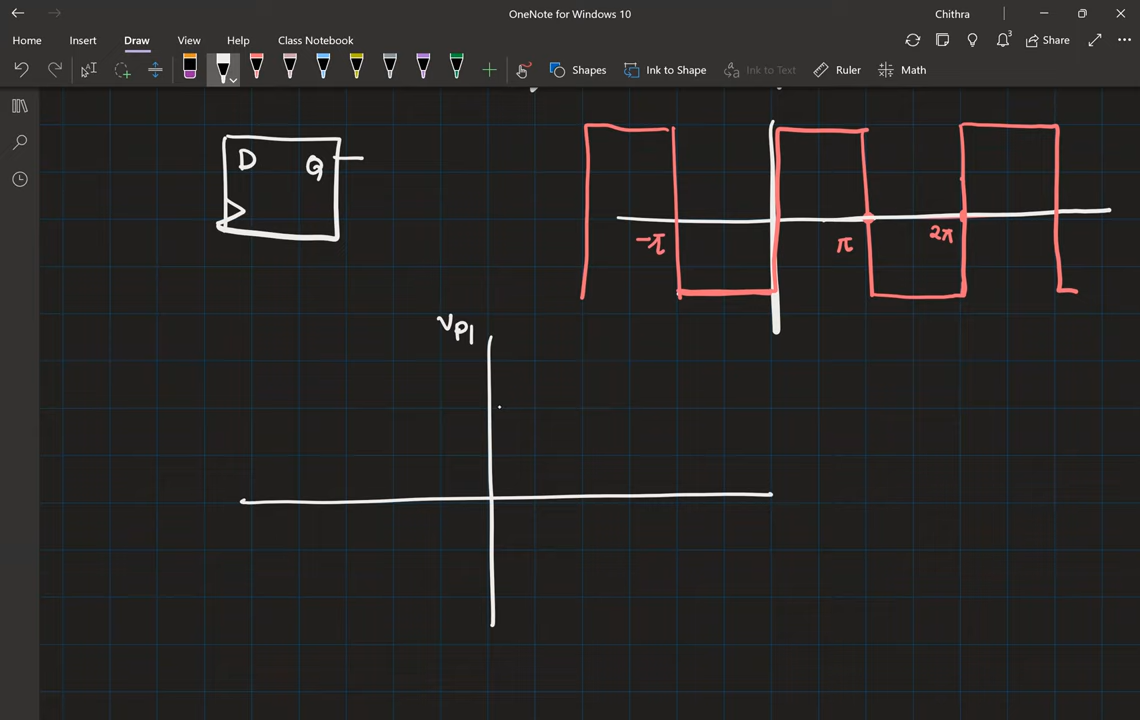 OneNote for Windows 10
Chithra
Home Insert Draw View Help Class Notebook
Share
Shapes Ink to Shape Ink to Text Ruler Math
D Q
-π π 2π
VP1